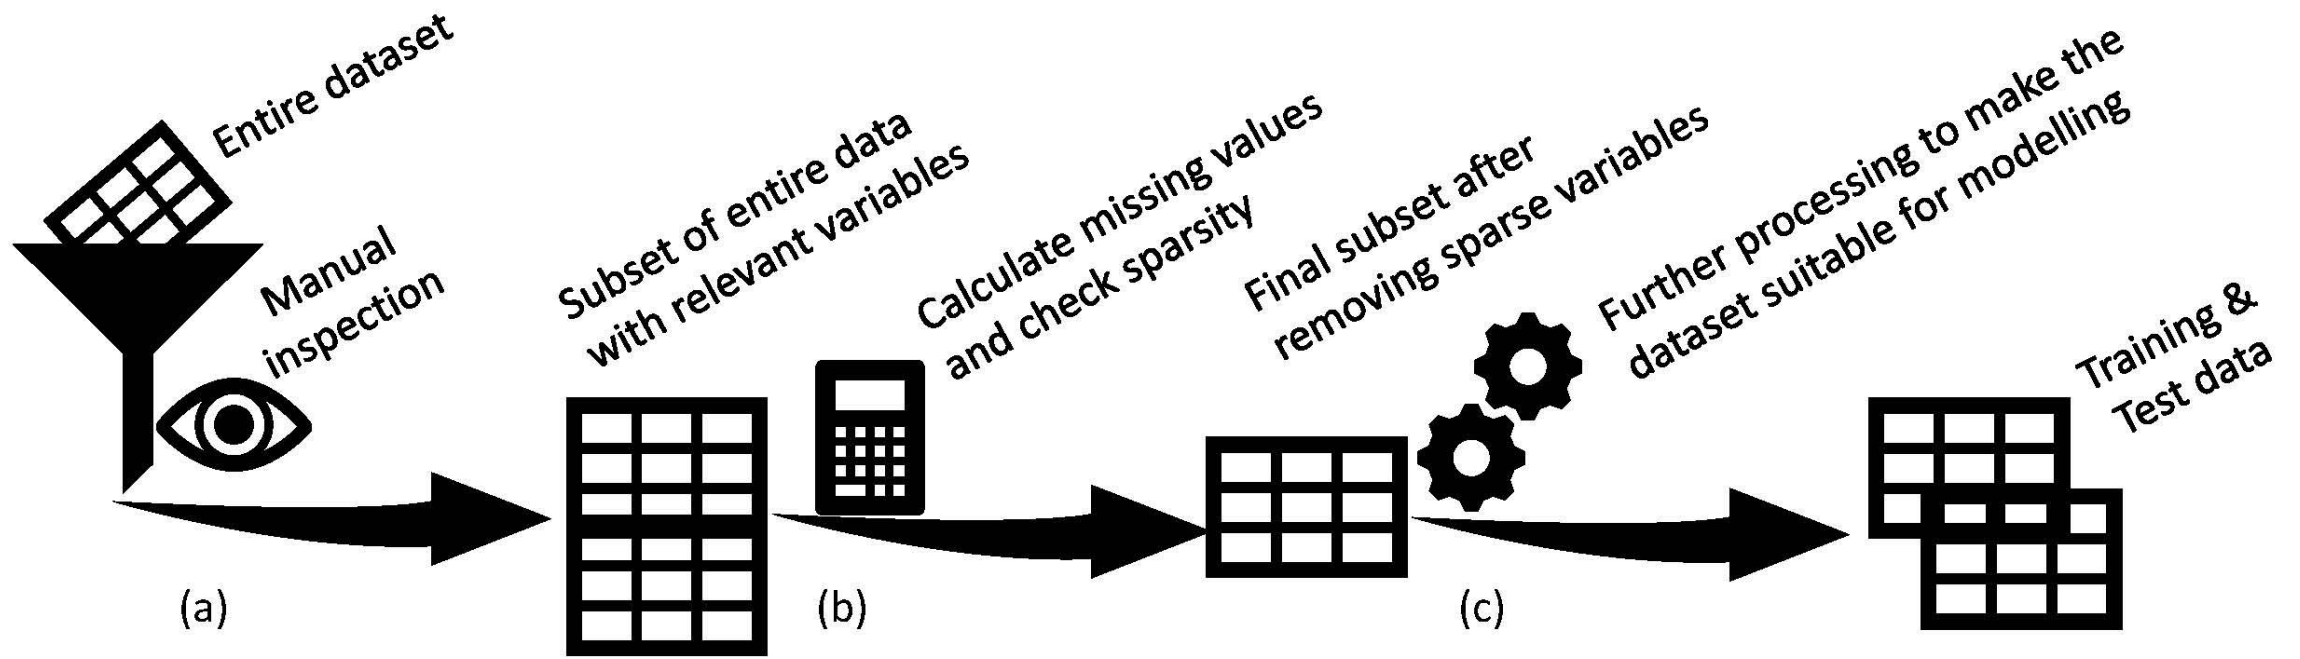 Entire dataset
Manual
inspection
Subset of entire data
with relevant variables
Calculate missing values
and check sparsity
Final subset after
removing sparse variables
Further processing to make the
dataset suitable for modelling
Training &
Test data
(a)
(b)
(c)